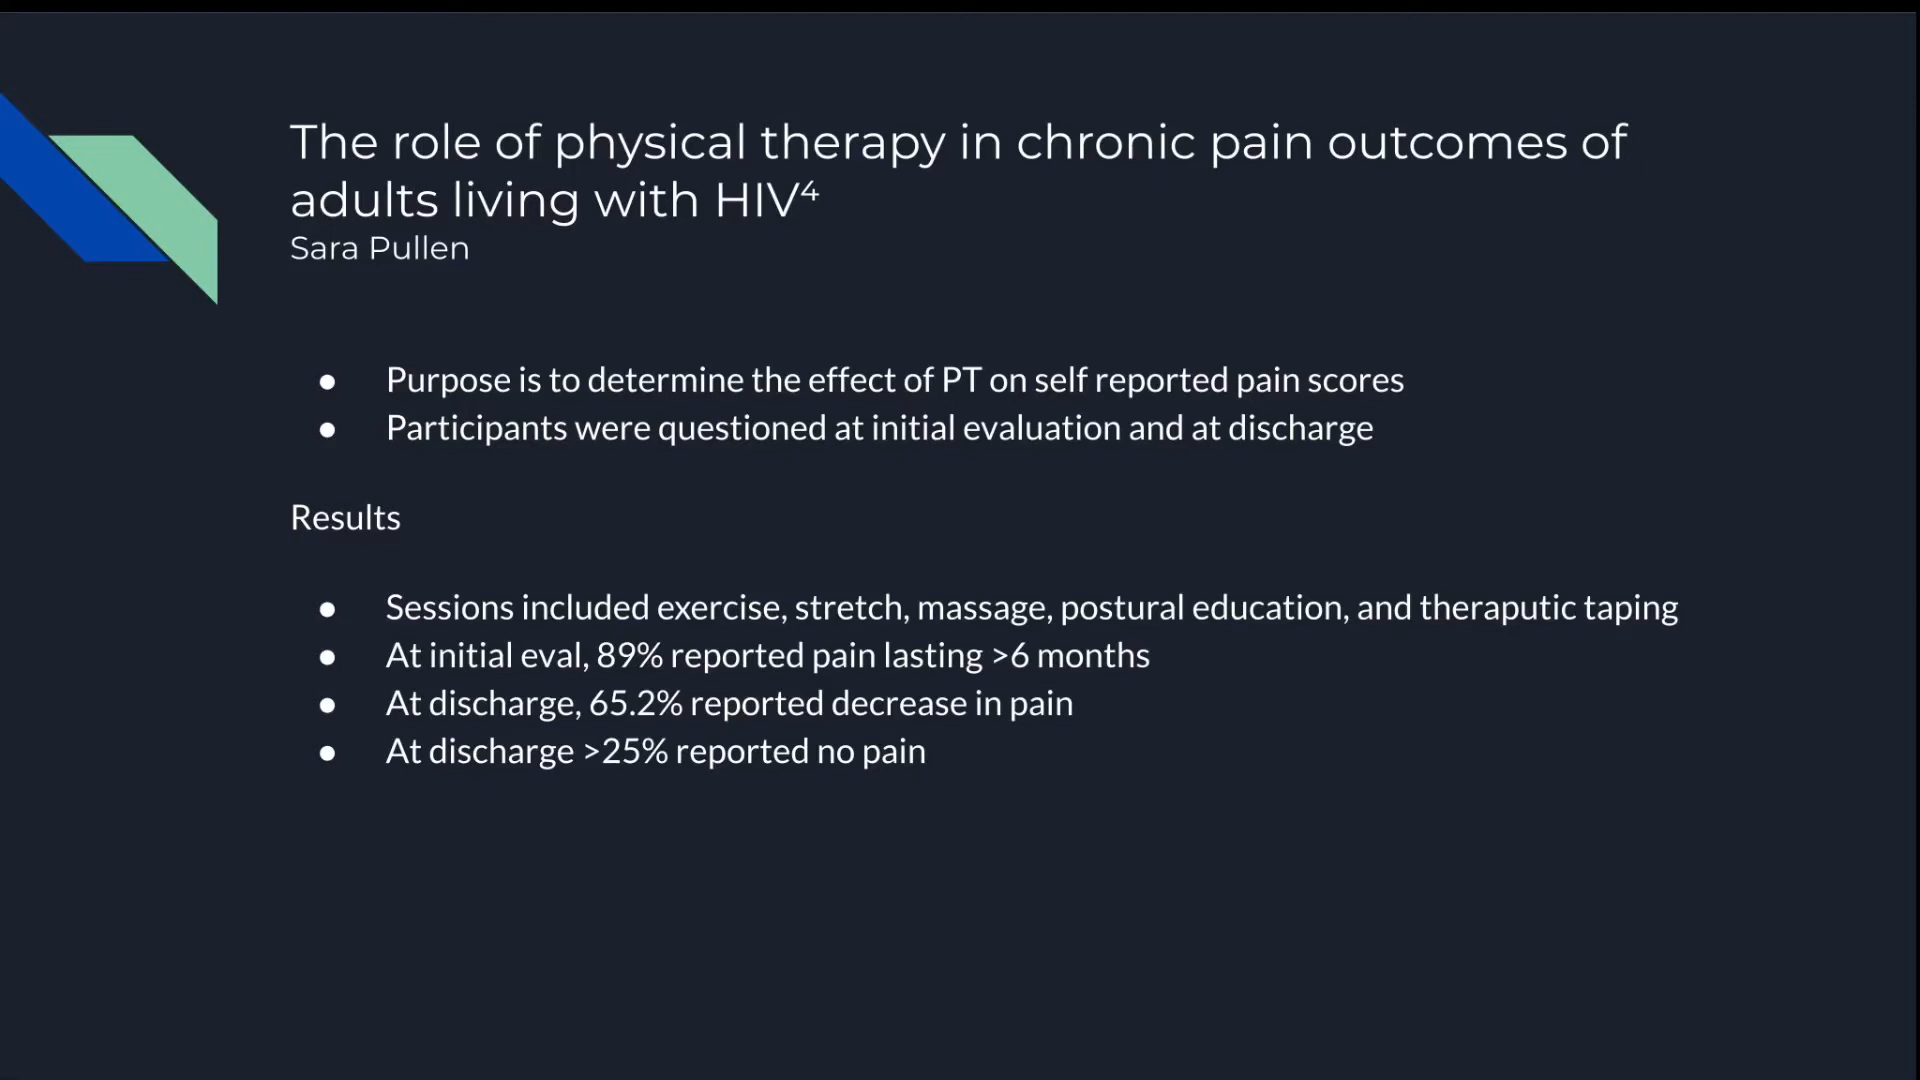 The role of physical therapy in chronic pain outcomes of
adults living with HIV⁴
Sara Pullen
● Purpose is to determine the effect of PT on self reported pain scores
● Participants were questioned at initial evaluation and at discharge
Results
● Sessions included exercise, stretch, massage, postural education, and theraputic taping
● At initial eval, 89% reported pain lasting >6 months
● At discharge, 65.2% reported decrease in pain
● At discharge >25% reported no pain